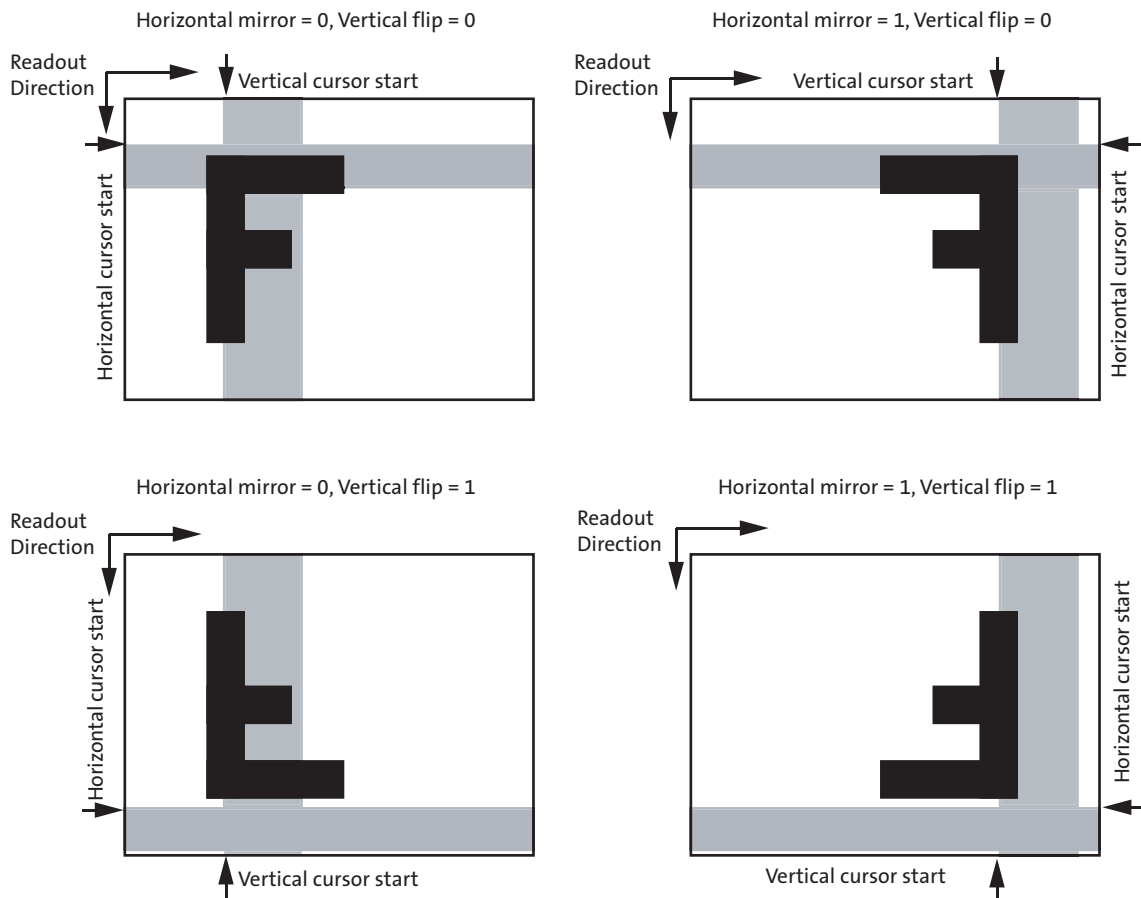 Horizontal mirror = 0, Vertical flip = 0
Readout
Direction
Vertical cursor start
Horizontal cursor start
Horizontal mirror = 1, Vertical flip = 0
Readout
Direction
Vertical cursor start
Horizontal cursor start
Horizontal mirror = 0, Vertical flip = 1
Readout
Direction
Horizontal cursor start
Vertical cursor start
Horizontal mirror = 1, Vertical flip = 1
Readout
Direction
Horizontal cursor start
Vertical cursor start